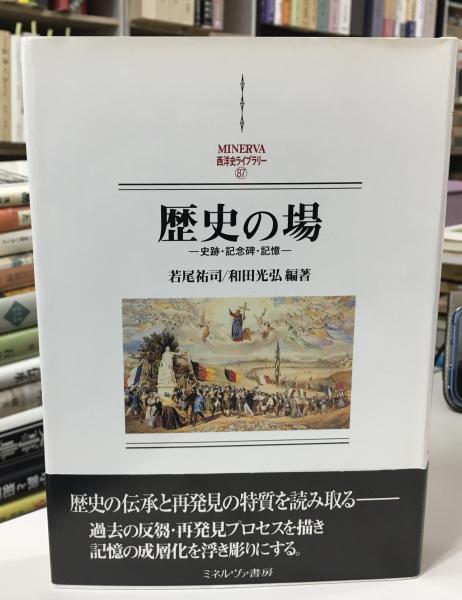 MINERVA
西洋史ライブラリー
87
歴史の場
─史跡・記念碑・記憶─
若尾祐司/和田光弘 編著
歴史の伝承と再発見の特質を読み取る───
過去の反芻・再発見プロセスを描き
記憶の成層化を浮き彫りにする。
ミネルヴァ書房